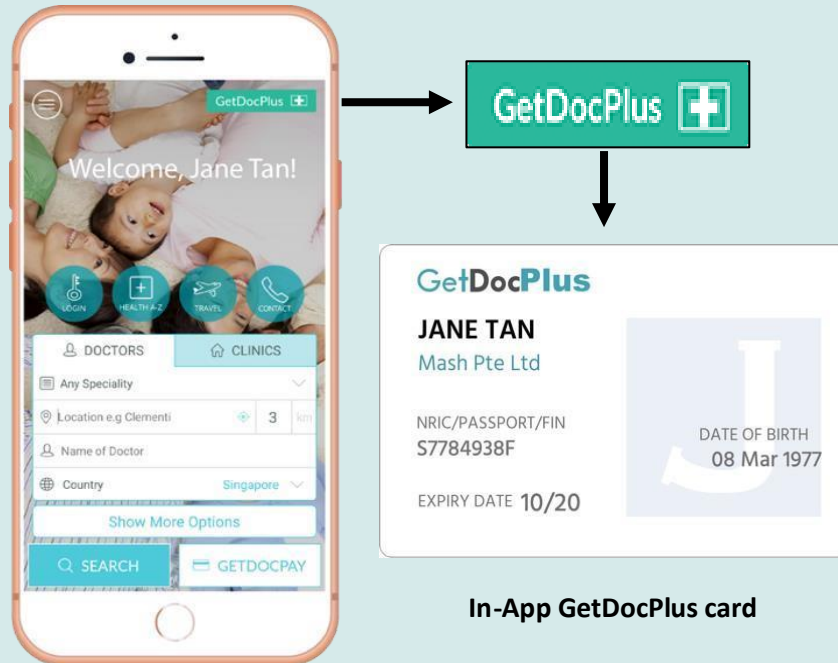 GetDocPlus
Welcome, Jane Tan!
LOGIN
HEALTH A-Z
TRAVEL
CONTACT
DOCTORS
CLINICS
Any Speciality
Location e.g Clementi
3
km
Name of Doctor
Country
Singapore
Show More Options
SEARCH
GETDOCPAY
GetDocPlus
GetDocPlus
JANE TAN
Mash Pte Ltd
J
NRIC/PASSPORT/FIN
S7784938F
DATE OF BIRTH
08 Mar 1977
EXPIRY DATE 10/20
In-App GetDocPlus card